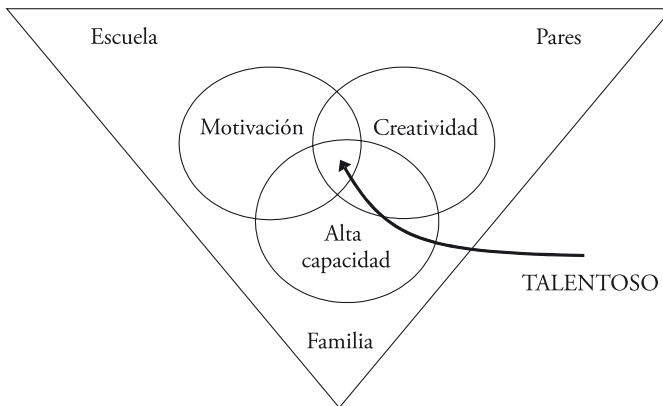 Escuela
Pares
Motivación
Creatividad
Alta
capacidad
TALENTOSO
Familia